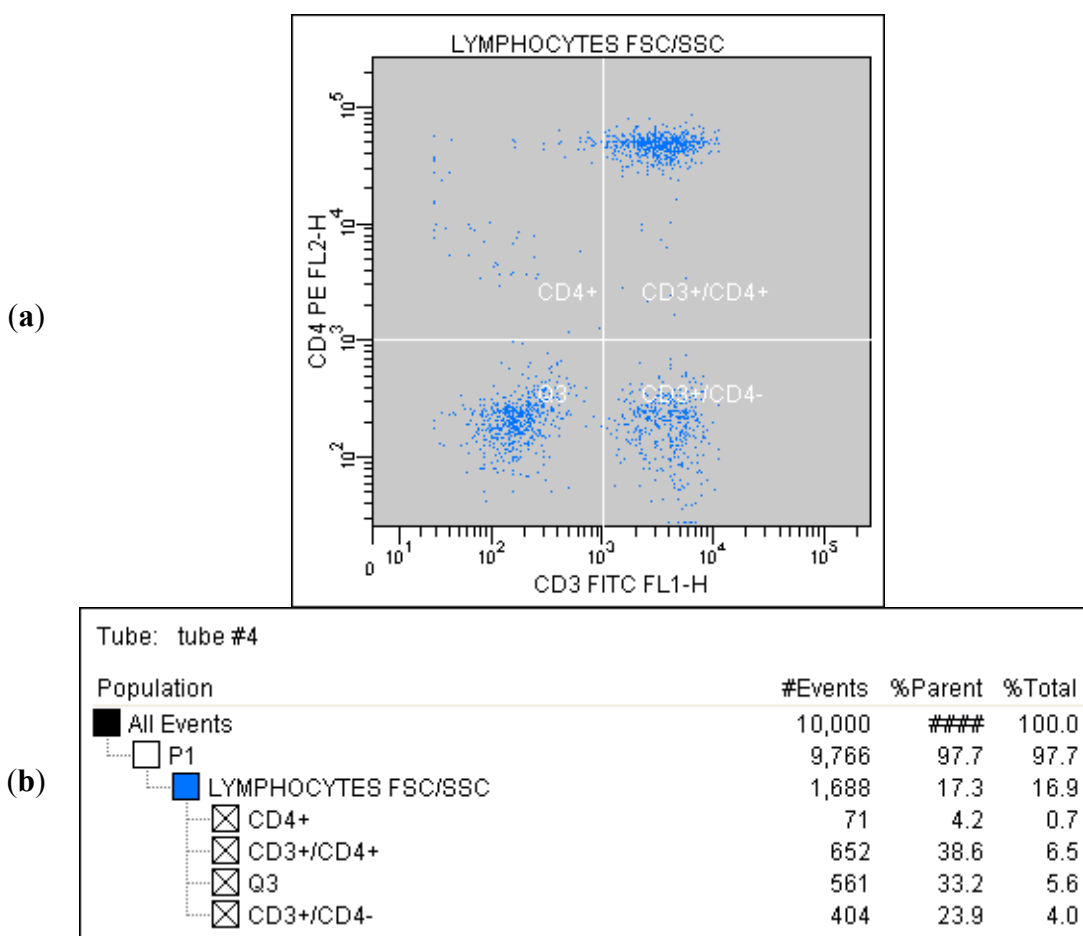 (a)
LYMPHOCYTES FSC/SSC
CD4 PE FL2-H
10^5
10^4
10^3
10^2
CD4+ CD3+/CD4+
Q3 CD3+/CD4-
0 10^1 10^2 10^3 10^4 10^5
CD3 FITC FL1-H
(b)
Tube: tube #4
Population #Events %Parent %Total
All Events 10,000 #### 100.0
P1 9,766 97.7 97.7
LYMPHOCYTES FSC/SSC 1,688 17.3 16.9
CD4+ 71 4.2 0.7
CD3+/CD4+ 652 38.6 6.5
Q3 561 33.2 5.6
CD3+/CD4- 404 23.9 4.0